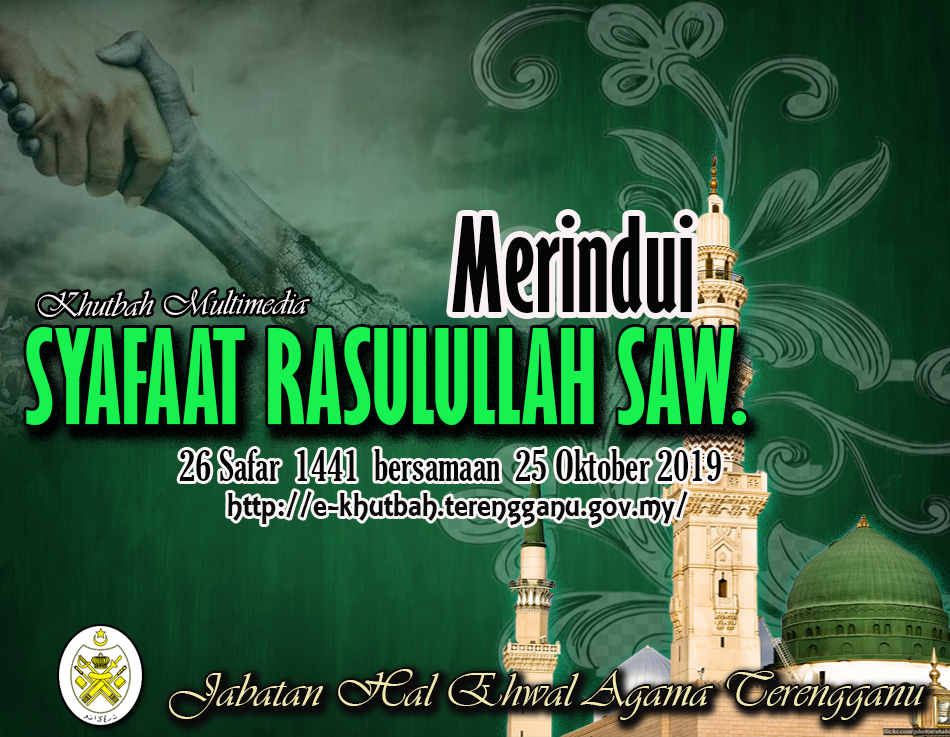 Merindui
Khutbah Multimedia
SYAFAAT RASULULLAH SAW.
26 Safar 1441 bersamaan 25 Oktober 2019
http://e-khutbah.terengganu.gov.my/
Jabatan Hal Ehwal Agama Terengganu